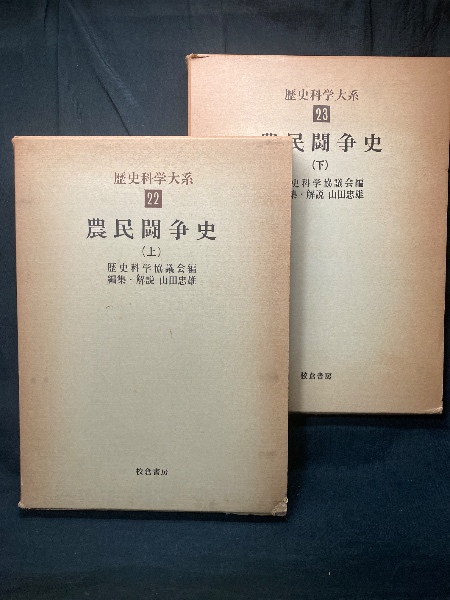 歴史科学大系
22
農民闘争史
(上)
歴史科学協議会編
編集・解説 山田忠雄
校倉書房
歴史科学大系
23
農民闘争史
(下)
史科学協議会編
集・解説 山田忠雄
校倉書房